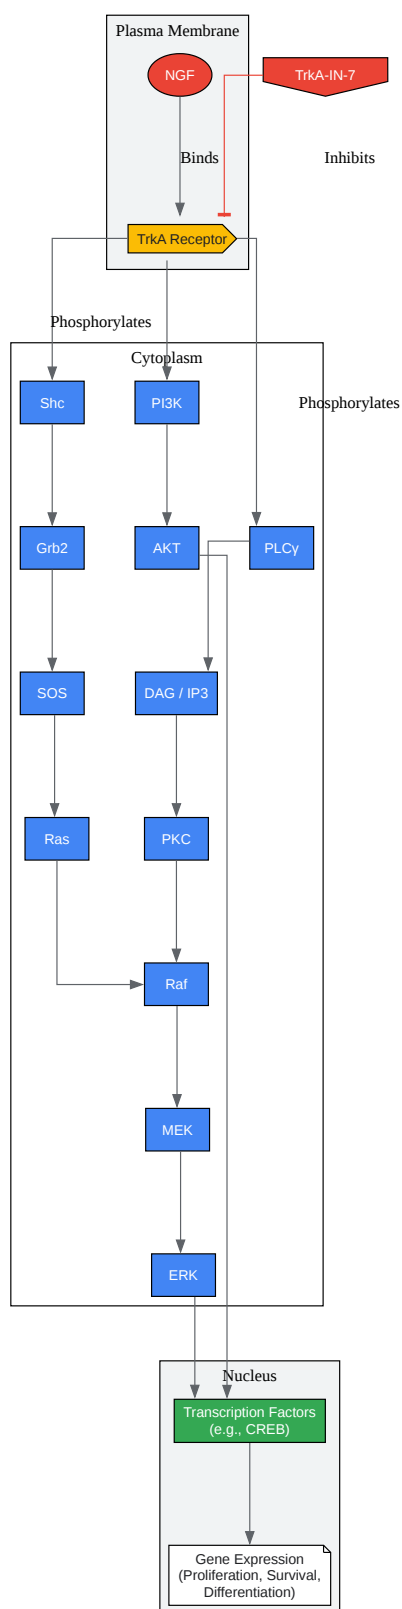 Plasma Membrane
NGF
TrkA-IN-7
Binds
Inhibits
TrkA Receptor
Phosphorylates
Cytoplasm
Shc
PI3K
Phosphorylates
Grb2
AKT
PLCγ
SOS
DAG / IP3
Ras
PKC
Raf
MEK
ERK
Nucleus
Transcription Factors
(e.g., CREB)
Gene Expression
(Proliferation, Survival,
Differentiation)